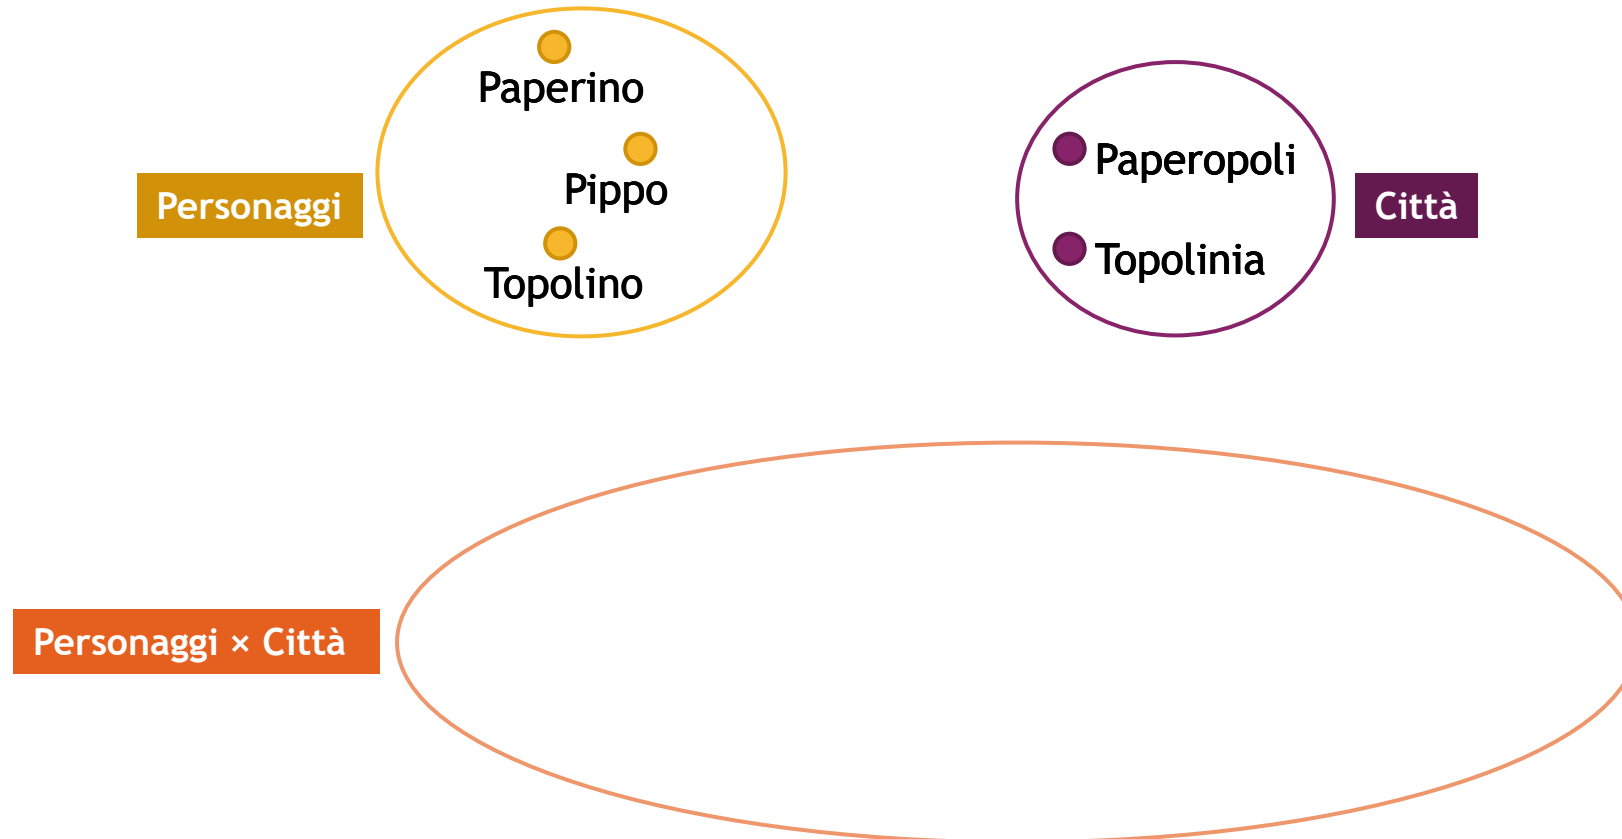 Paperino
Pippo
Topolino
Personaggi
Paperopoli
Topolinia
Città
Personaggi × Città